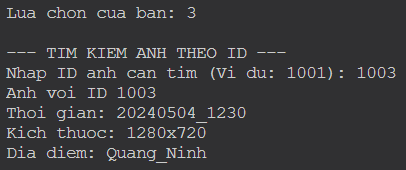 Lua chon cua ban: 3
--- TIM KIEM ANH THEO ID ---
Nhap ID anh can tim (Vi du: 1001): 1003
Anh voi ID 1003
Thoi gian: 20240504_1230
Kich thuoc: 1280x720
Dia diem: Quang_Ninh